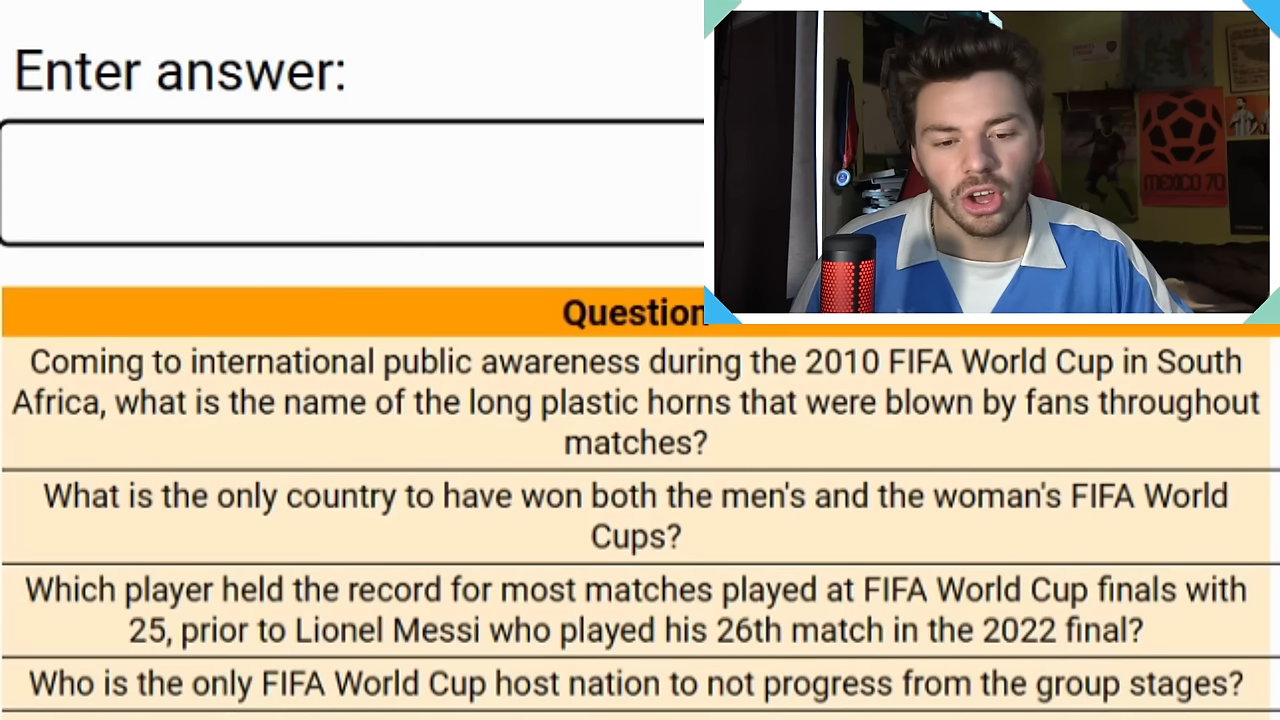 Enter answer:
MEXICO 70
Question
Coming to international public awareness during the 2010 FIFA World Cup in South
Africa, what is the name of the long plastic horns that were blown by fans throughout
matches?
What is the only country to have won both the men's and the woman's FIFA World
Cups?
Which player held the record for most matches played at FIFA World Cup finals with
25, prior to Lionel Messi who played his 26th match in the 2022 final?
Who is the only FIFA World Cup host nation to not progress from the group stages?